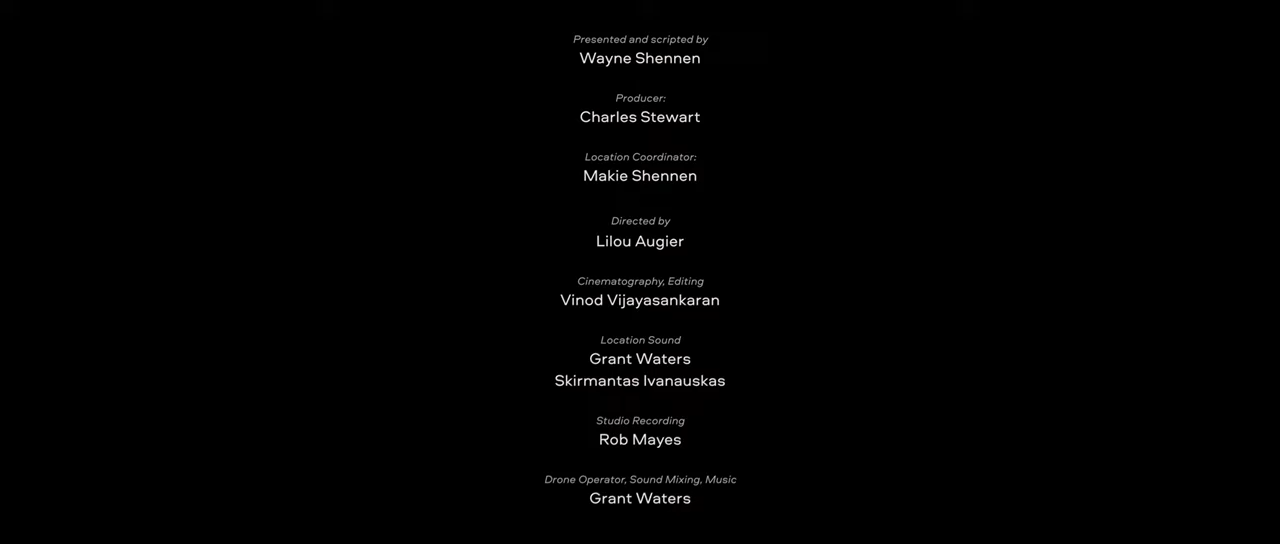 Presented and scripted by
Wayne Shennen
Producer:
Charles Stewart
Location Coordinator:
Makie Shennen
Directed by
Lilou Augier
Cinematography, Editing
Vinod Vijayasankaran
Location Sound
Grant Waters
Skirmantas Ivanauskas
Studio Recording
Rob Mayes
Drone Operator, Sound Mixing, Music
Grant Waters